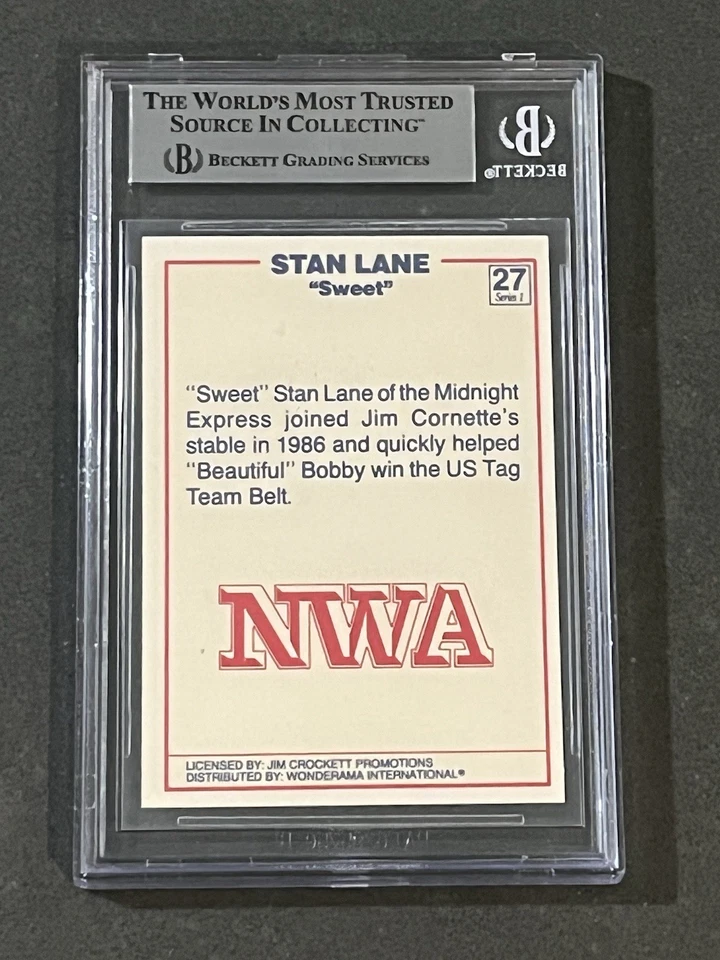 THE WORLD'S MOST TRUSTED
SOURCE IN COLLECTING™
B BECKETT GRADING SERVICES
B
BECKETT®
STAN LANE
"Sweet"
27
Series 1
"Sweet" Stan Lane of the Midnight
Express joined Jim Cornette's
stable in 1986 and quickly helped
"Beautiful" Bobby win the US Tag
Team Belt.
NWA
LICENSED BY: JIM CROCKETT PROMOTIONS
DISTRIBUTED BY: WONDERAMA INTERNATIONAL®